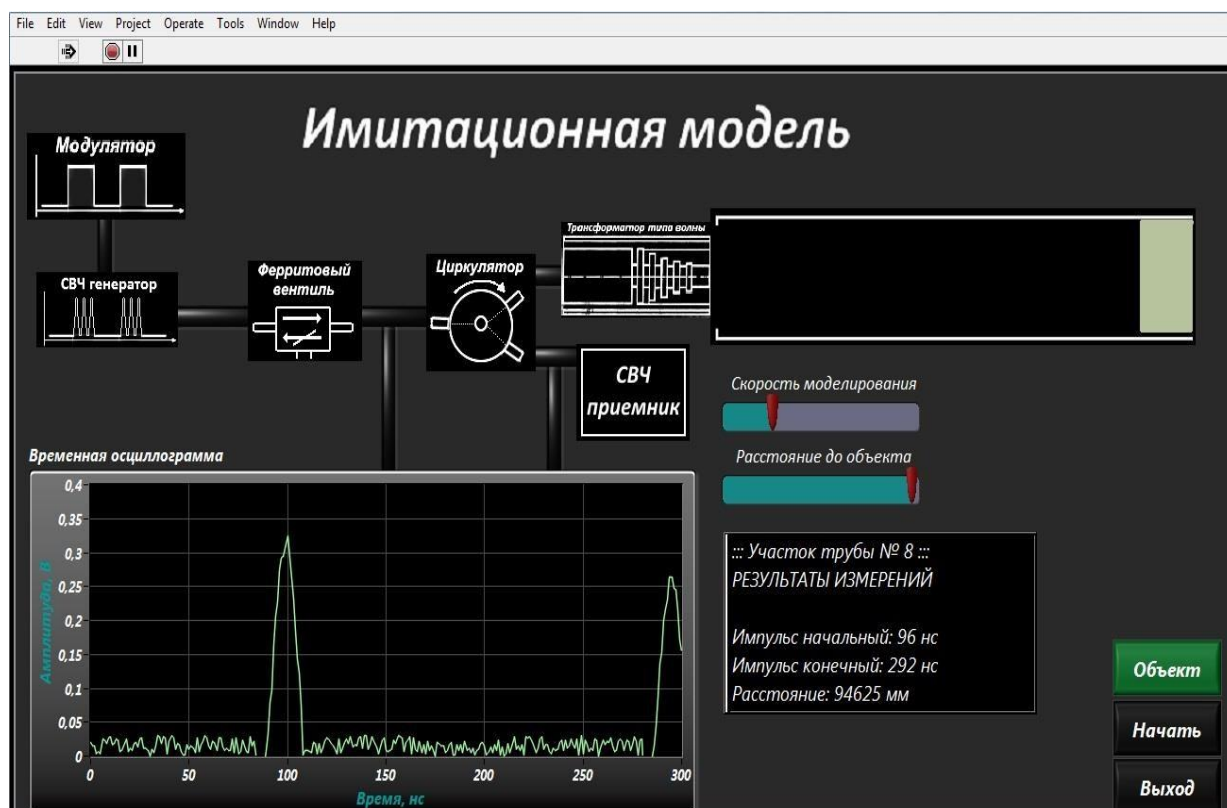 File Edit View Project Operate Tools Window Help
Имитационная модель
Модулятор
СВЧ генератор
Ферритовый
вентиль
Циркулятор
Трансформатор типа волны
СВЧ
приемник
Скорость моделирования
Расстояние до объекта
Временная осциллограмма
Амплитуда, В
0,4
0,35
0,3
0,25
0,2
0,15
0,1
0,05
0
0 50 100 150 200 250 300
Время, нс
::: Участок трубы № 8 :::
РЕЗУЛЬТАТЫ ИЗМЕРЕНИЙ
Импульс начальный: 96 нс
Импульс конечный: 292 нс
Расстояние: 94625 мм
Объект
Начать
Выход